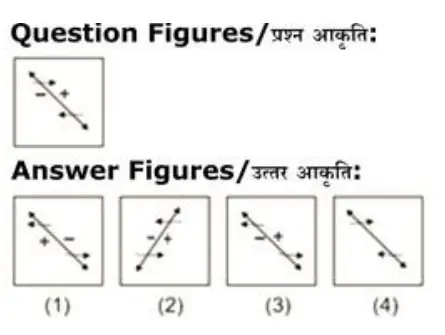 Question Figures/प्रश्न आकृति:
− +
Answer Figures/उत्तर आकृति:
+ − − + − +
(1) (2) (3) (4)